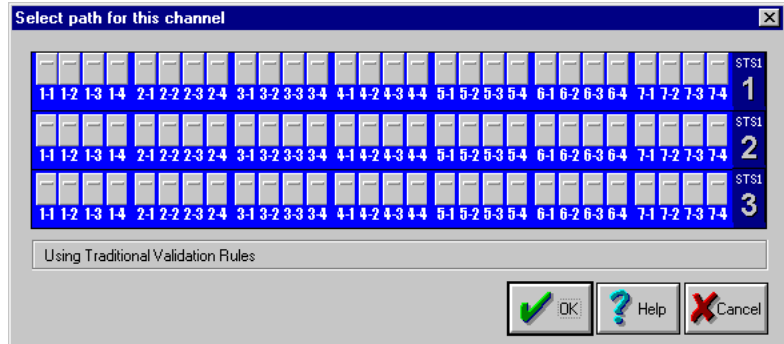 Select path for this channel
STS1
1-1 1-2 1-3 1-4 2-1 2-2 2-3 2-4 3-1 3-2 3-3 3-4 4-1 4-2 4-3 4-4 5-1 5-2 5-3 5-4 6-1 6-2 6-3 6-4 7-1 7-2 7-3 7-4 1
STS1
1-1 1-2 1-3 1-4 2-1 2-2 2-3 2-4 3-1 3-2 3-3 3-4 4-1 4-2 4-3 4-4 5-1 5-2 5-3 5-4 6-1 6-2 6-3 6-4 7-1 7-2 7-3 7-4 2
STS1
1-1 1-2 1-3 1-4 2-1 2-2 2-3 2-4 3-1 3-2 3-3 3-4 4-1 4-2 4-3 4-4 5-1 5-2 5-3 5-4 6-1 6-2 6-3 6-4 7-1 7-2 7-3 7-4 3
Using Traditional Validation Rules
OK Help Cancel